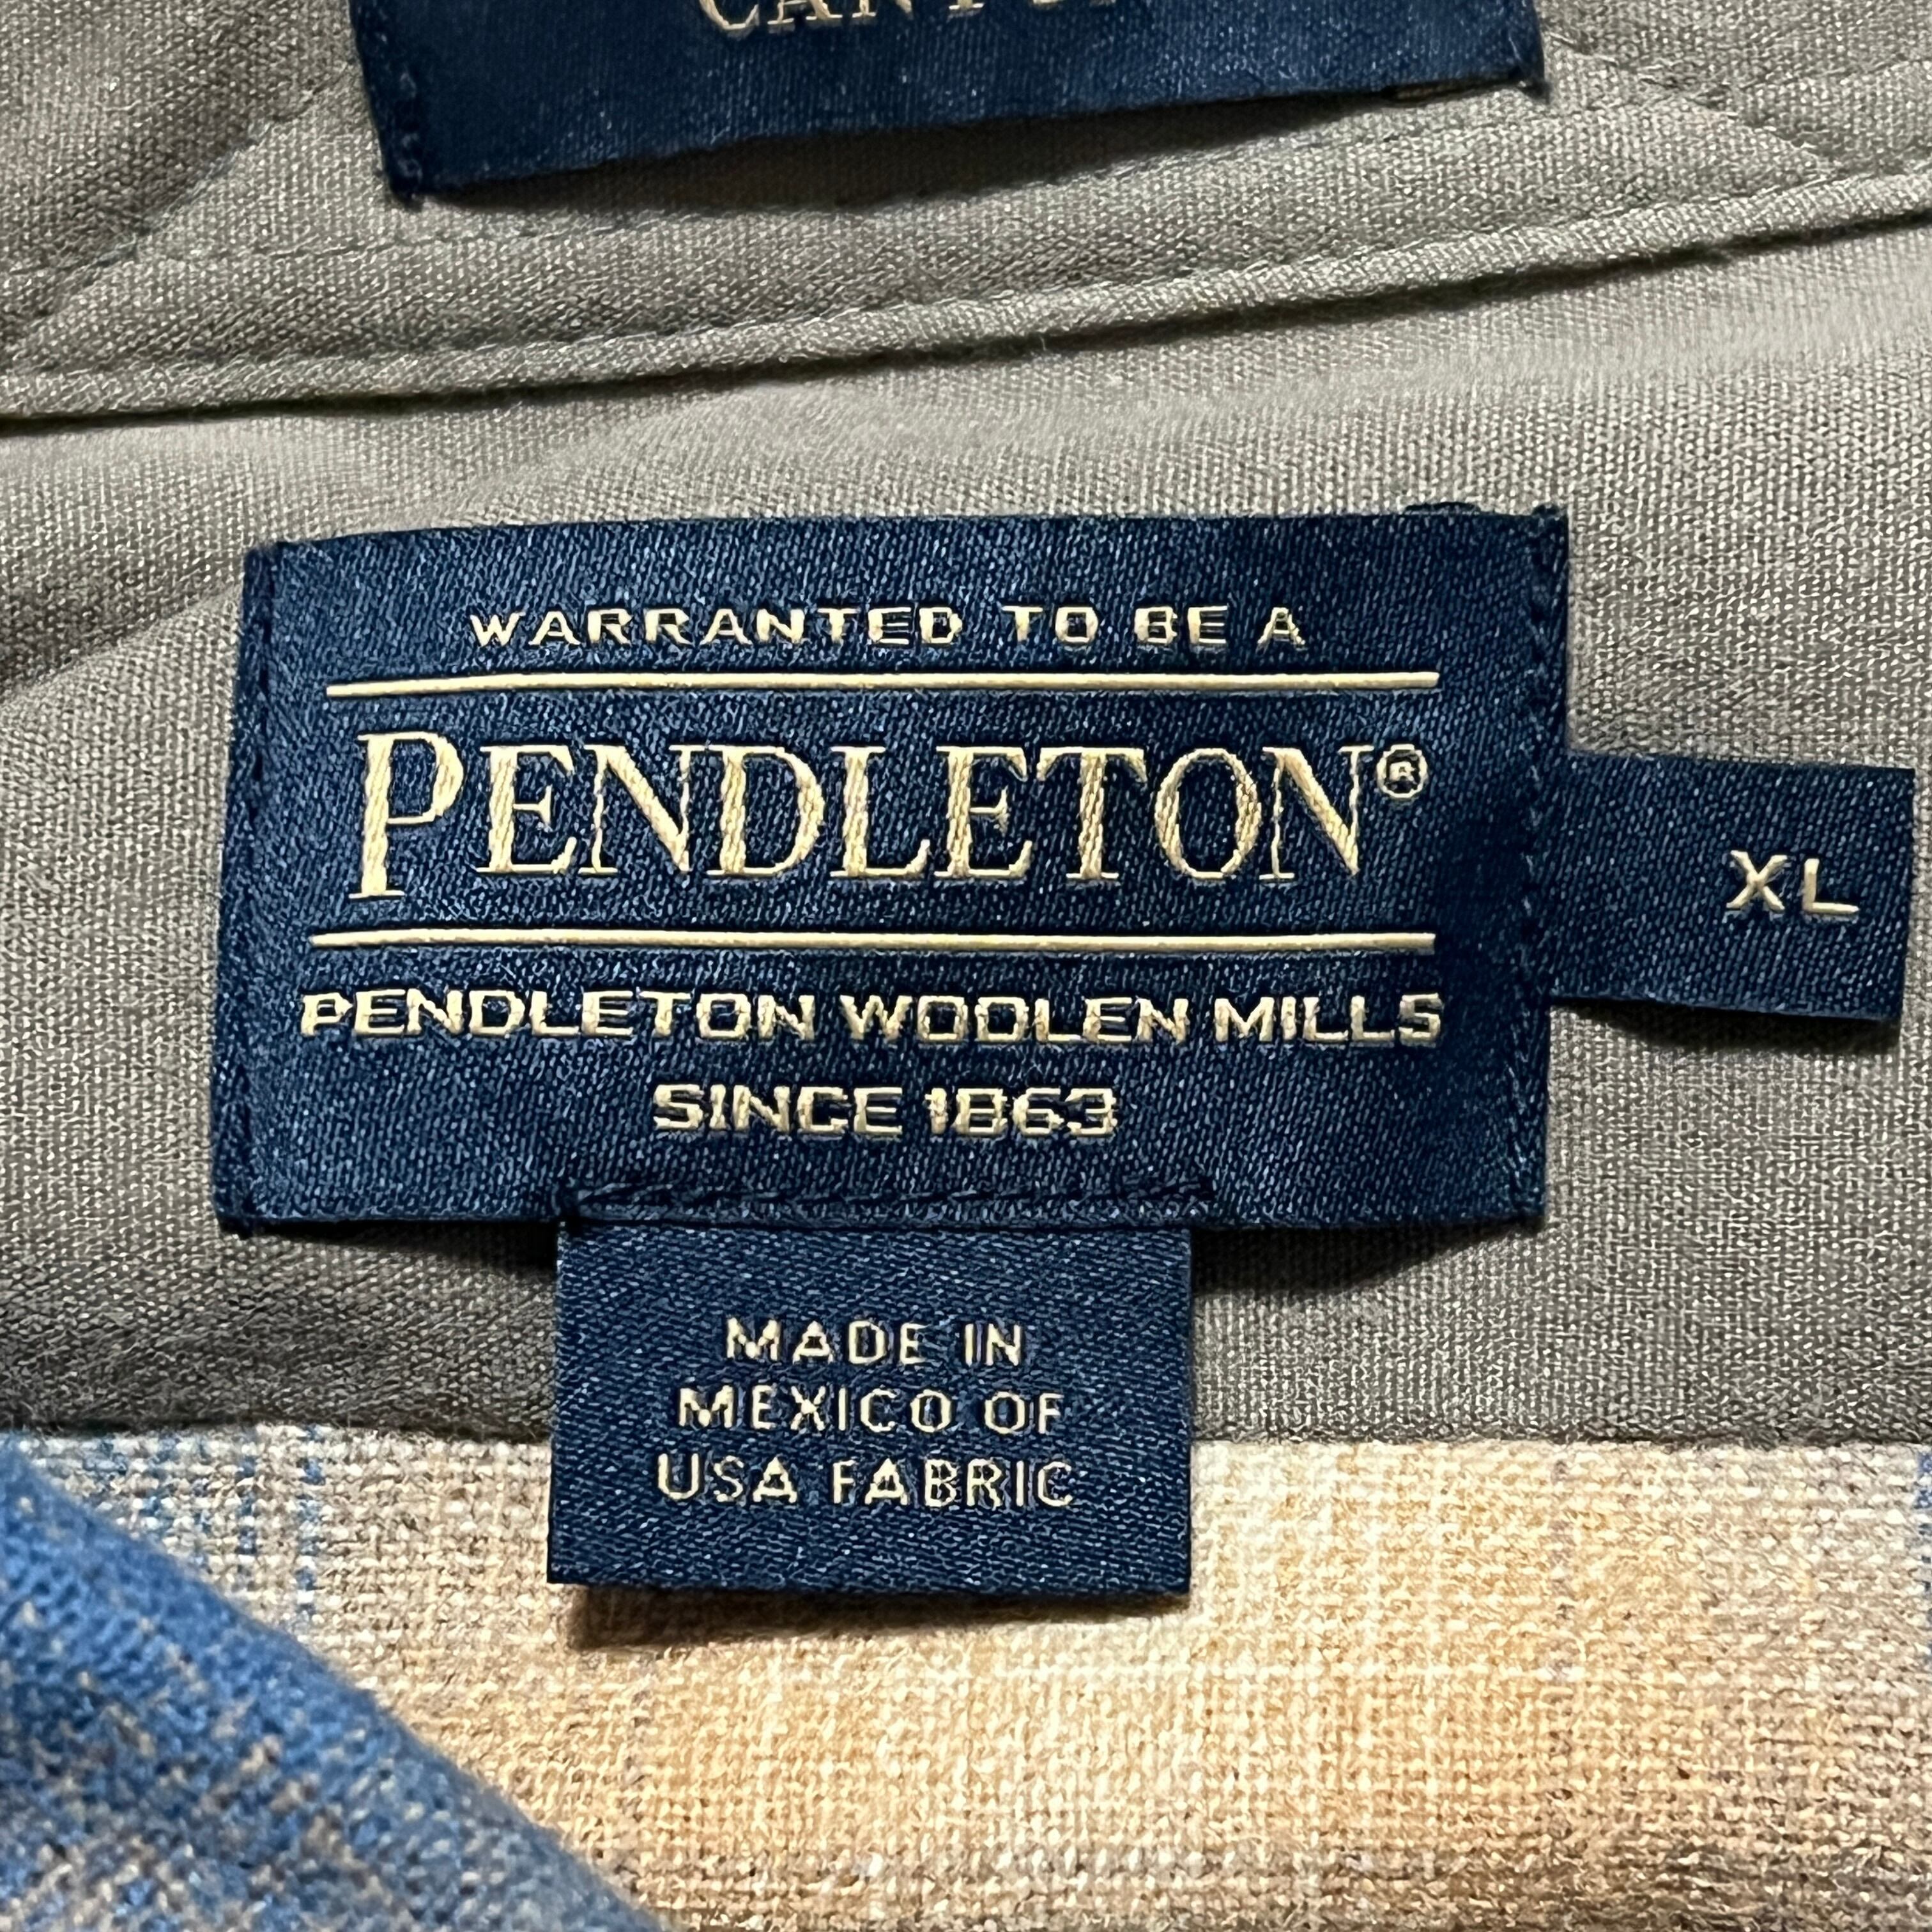 WARRANTED TO BE A
PENDLETON®
XL
PENDLETON WOOLEN MILLS
SINCE 1863
MADE IN
MEXICO OF
USA FABRIC